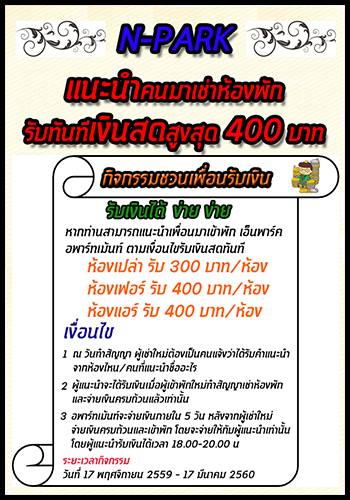 N-PARK
แนะนำคนมาเช่าห้องพัก
รับทันทีเงินสดสูงสุด 400 บาท
กิจกรรมชวนเพื่อนรับเงิน
รับเงินได้ ง่าย ง่าย
หากท่านสามารถแนะนำเพื่อนมาเข้าพัก เอ็นพาร์ค
อพาร์ทเม้นท์ ตามเงื่อนไขรับเงินสดทันที
ห้องเปล่า รับ 300 บาท/ห้อง
ห้องเฟอร์ รับ 400 บาท/ห้อง
ห้องแอร์ รับ 400 บาท/ห้อง
เงื่อนไข
1 ณ วันทำสัญญา ผู้เช่าใหม่ต้องเป็นคนแจ้งว่าได้รับคำแนะนำ
จากห้องไหน/คนที่แนะนำชื่ออะไร
2 ผู้แนะนำจะได้รับเงินเมื่อผู้เข้าพักใหม่ทำสัญญาเช่าห้องพัก
และจ่ายเงินครบถ้วนแล้วเท่านั้น
3 อพาร์ทเม้นท์จะจ่ายเงินภายใน 5 วัน หลังจากผู้เช่าใหม่
จ่ายเงินครบถ้วนและเข้าพัก โดยจะจ่ายให้กับผู้แนะนำเท่านั้น
โดยผู้แนะนำรับเงินได้เวลา 18.00-20.00 น
ระยะเวลากิจกรรม
วันที่ 17 พฤศจิกายน 2559 - 17 มีนาคม 2560